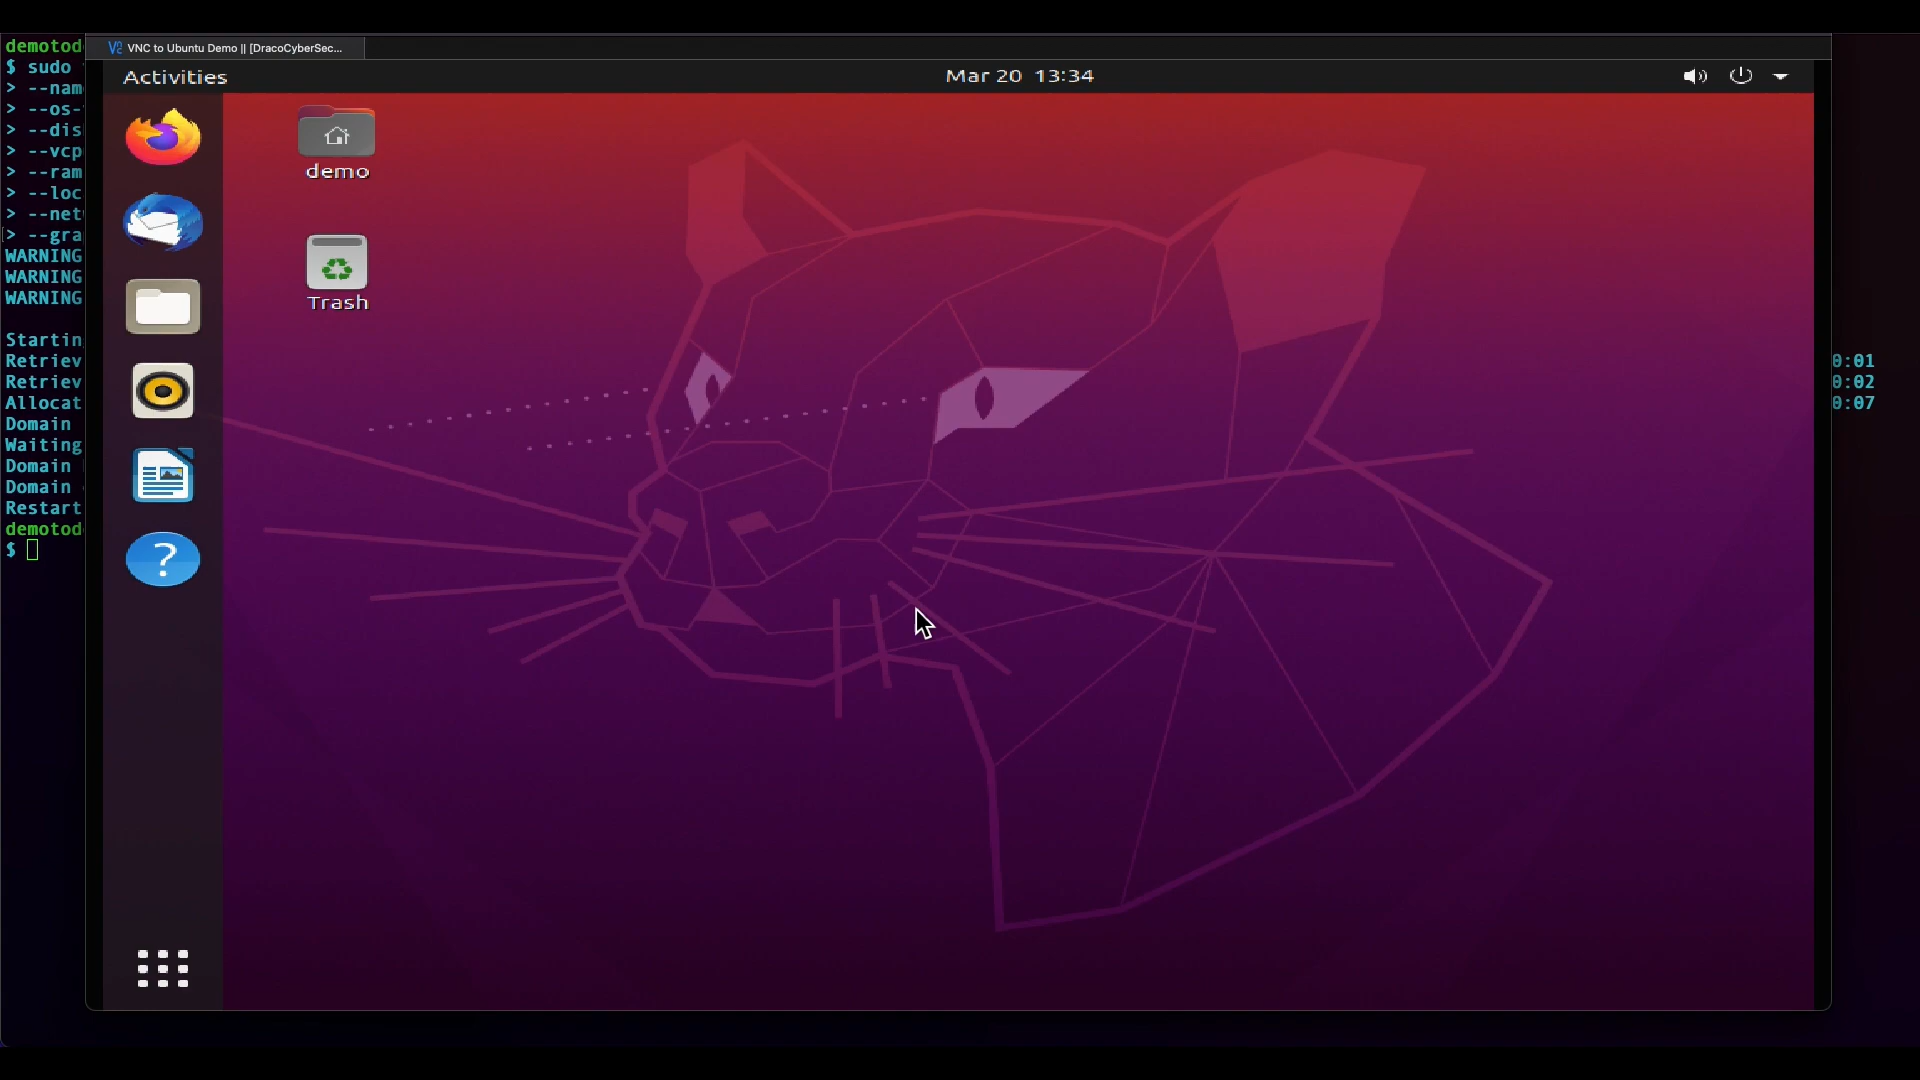 VNC to Ubuntu Demo || [DracoCyberSec...
Activities
Mar 20 13:34
demo
Trash
demotod
$ sudo
> --nam
> --os-
> --dis
> --vcp
> --ram
> --loc
> --net
[> --gra
WARNING
WARNING
WARNING
Startin
Retriev
0:01
Retriev
0:02
Allocat
0:07
Domain
Waiting
Domain
Domain
Restart
demotod
$